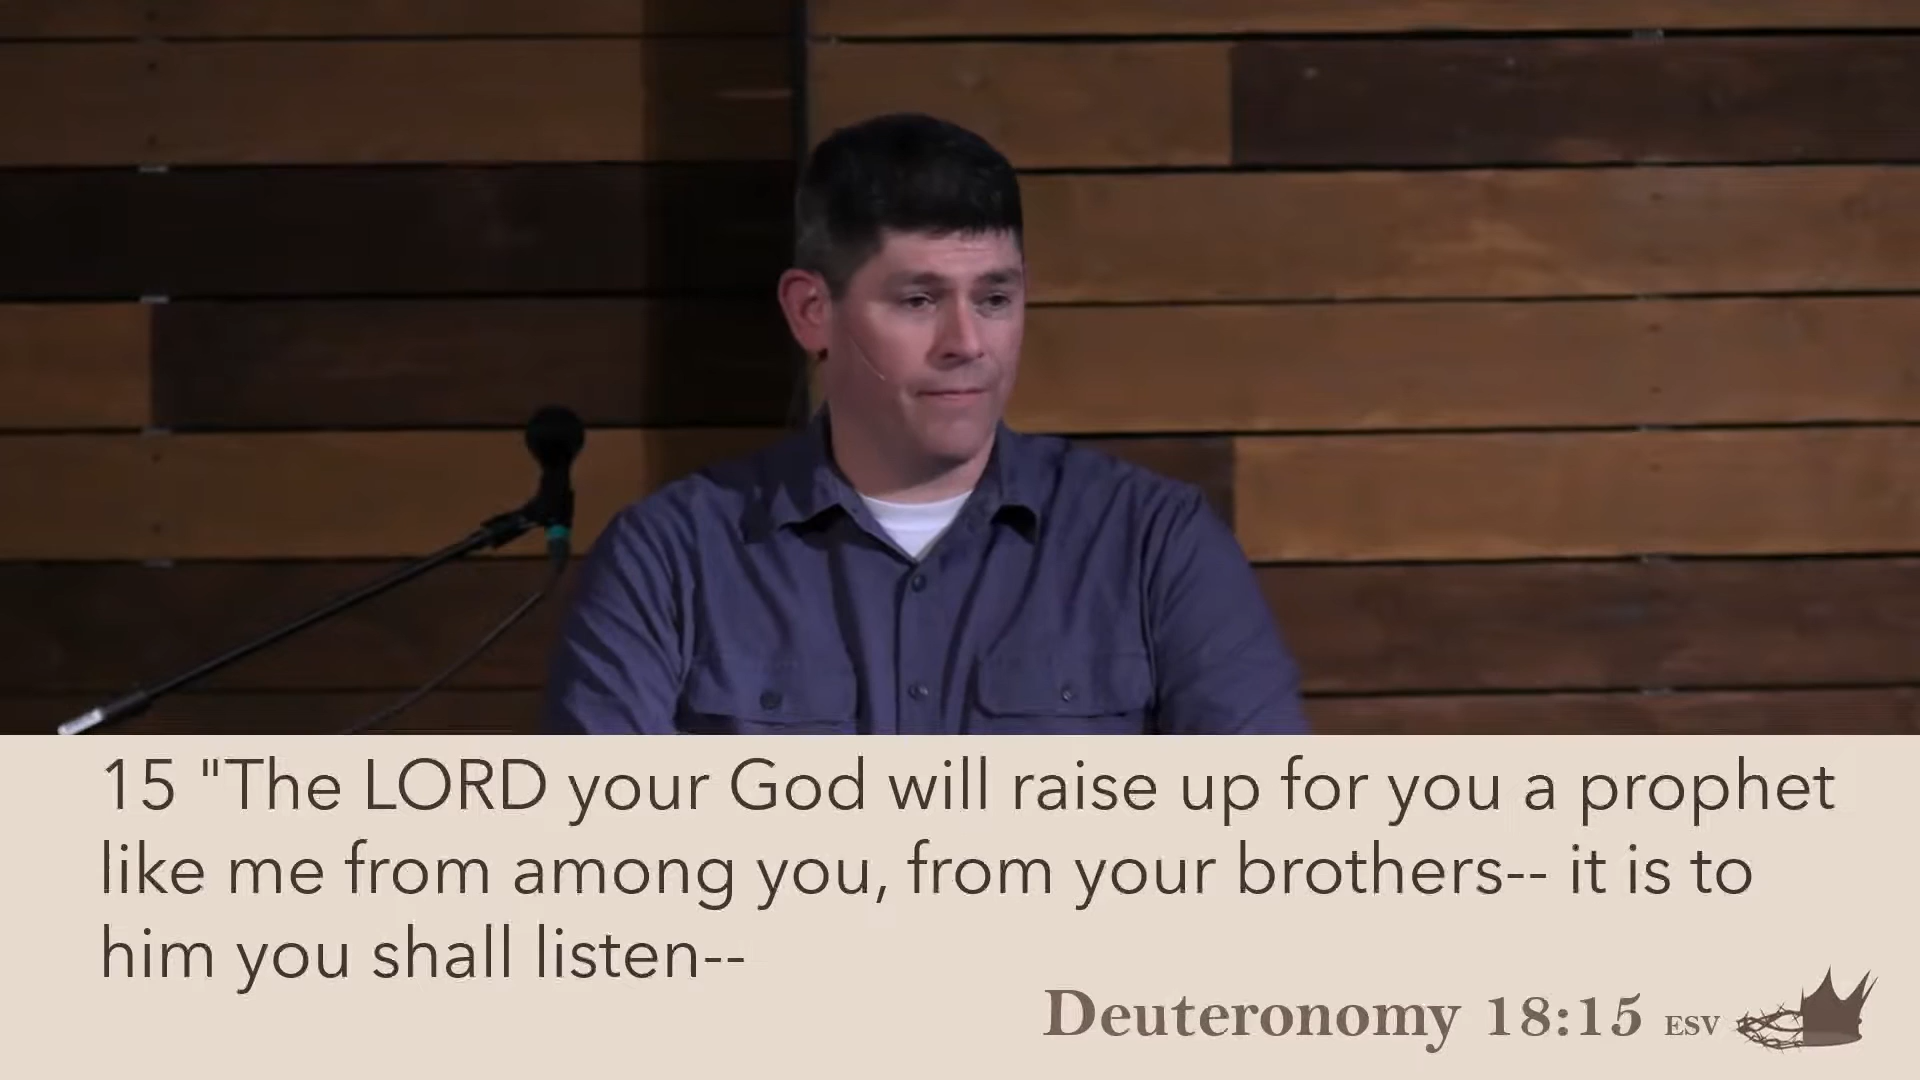 15 "The LORD your God will raise up for you a prophet
like me from among you, from your brothers-- it is to
him you shall listen--
Deuteronomy 18:15 ESV